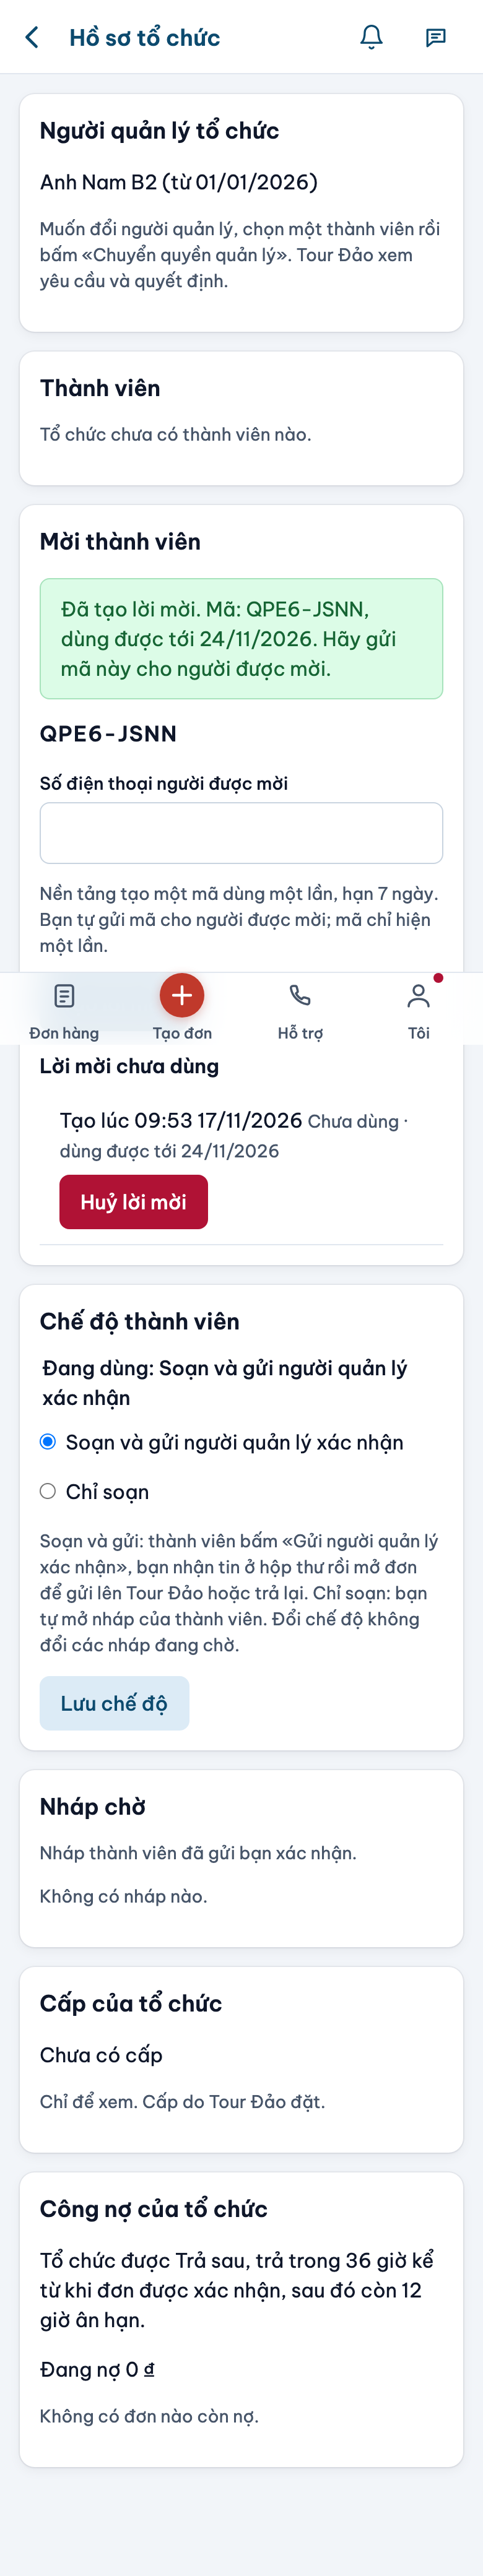 Hồ sơ tổ chức
Người quản lý tổ chức
Anh Nam B2 (từ 01/01/2026)
Muốn đổi người quản lý, chọn một thành viên rồi
bấm «Chuyển quyền quản lý». Tour Đảo xem
yêu cầu và quyết định.
Thành viên
Tổ chức chưa có thành viên nào.
Mời thành viên
Đã tạo lời mời. Mã: QPE6-JSNN,
dùng được tới 24/11/2026. Hãy gửi
mã này cho người được mời.
QPE6-JSNN
Số điện thoại người được mời
Nền tảng tạo một mã dùng một lần, hạn 7 ngày.
Bạn tự gửi mã cho người được mời; mã chỉ hiện
một lần.
Đơn hàng
Tạo đơn
Hỗ trợ
Tôi
Lời mời chưa dùng
Tạo lúc 09:53 17/11/2026 Chưa dùng ·
dùng được tới 24/11/2026
Huỷ lời mời
Chế độ thành viên
Đang dùng: Soạn và gửi người quản lý
xác nhận
Soạn và gửi người quản lý xác nhận
Chỉ soạn
Soạn và gửi: thành viên bấm «Gửi người quản lý
xác nhận», bạn nhận tin ở hộp thư rồi mở đơn
để gửi lên Tour Đảo hoặc trả lại. Chỉ soạn: bạn
tự mở nháp của thành viên. Đổi chế độ không
đổi các nháp đang chờ.
Lưu chế độ
Nháp chờ
Nháp thành viên đã gửi bạn xác nhận.
Không có nháp nào.
Cấp của tổ chức
Chưa có cấp
Chỉ để xem. Cấp do Tour Đảo đặt.
Công nợ của tổ chức
Tổ chức được Trả sau, trả trong 36 giờ kể
từ khi đơn được xác nhận, sau đó còn 12
giờ ân hạn.
Đang nợ 0 ₫
Không có đơn nào còn nợ.